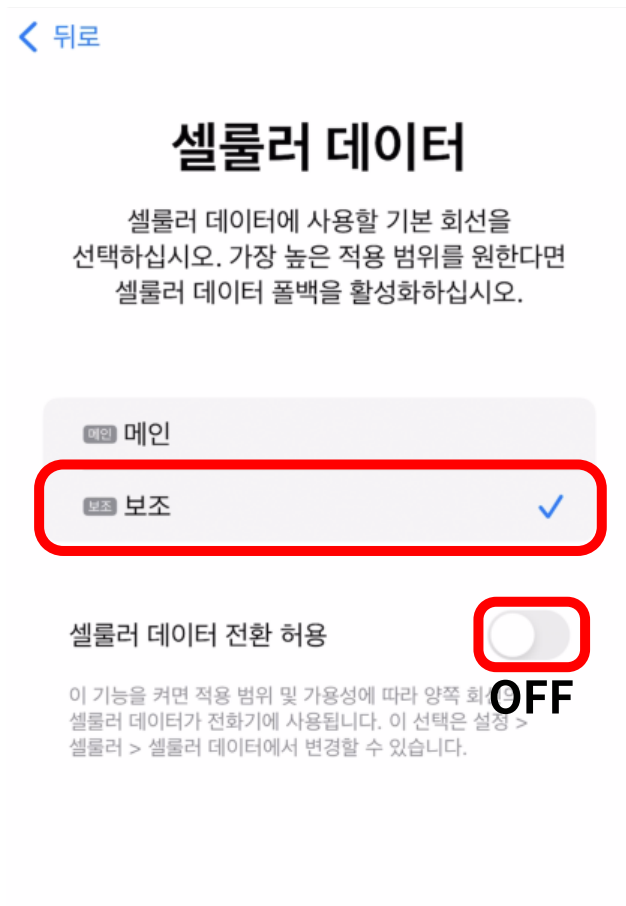 뒤로
셀룰러 데이터
셀룰러 데이터에 사용할 기본 회선을
선택하십시오. 가장 높은 적용 범위를 원한다면
셀룰러 데이터 폴백을 활성화하십시오.
메인 메인
보조 보조
셀룰러 데이터 전환 허용
이 기능을 켜면 적용 범위 및 가용성에 따라 양쪽
OFF
셀룰러 데이터가 전화기에 사용됩니다. 이 선택은 설정 >
셀룰러 > 셀룰러 데이터에서 변경할 수 있습니다.